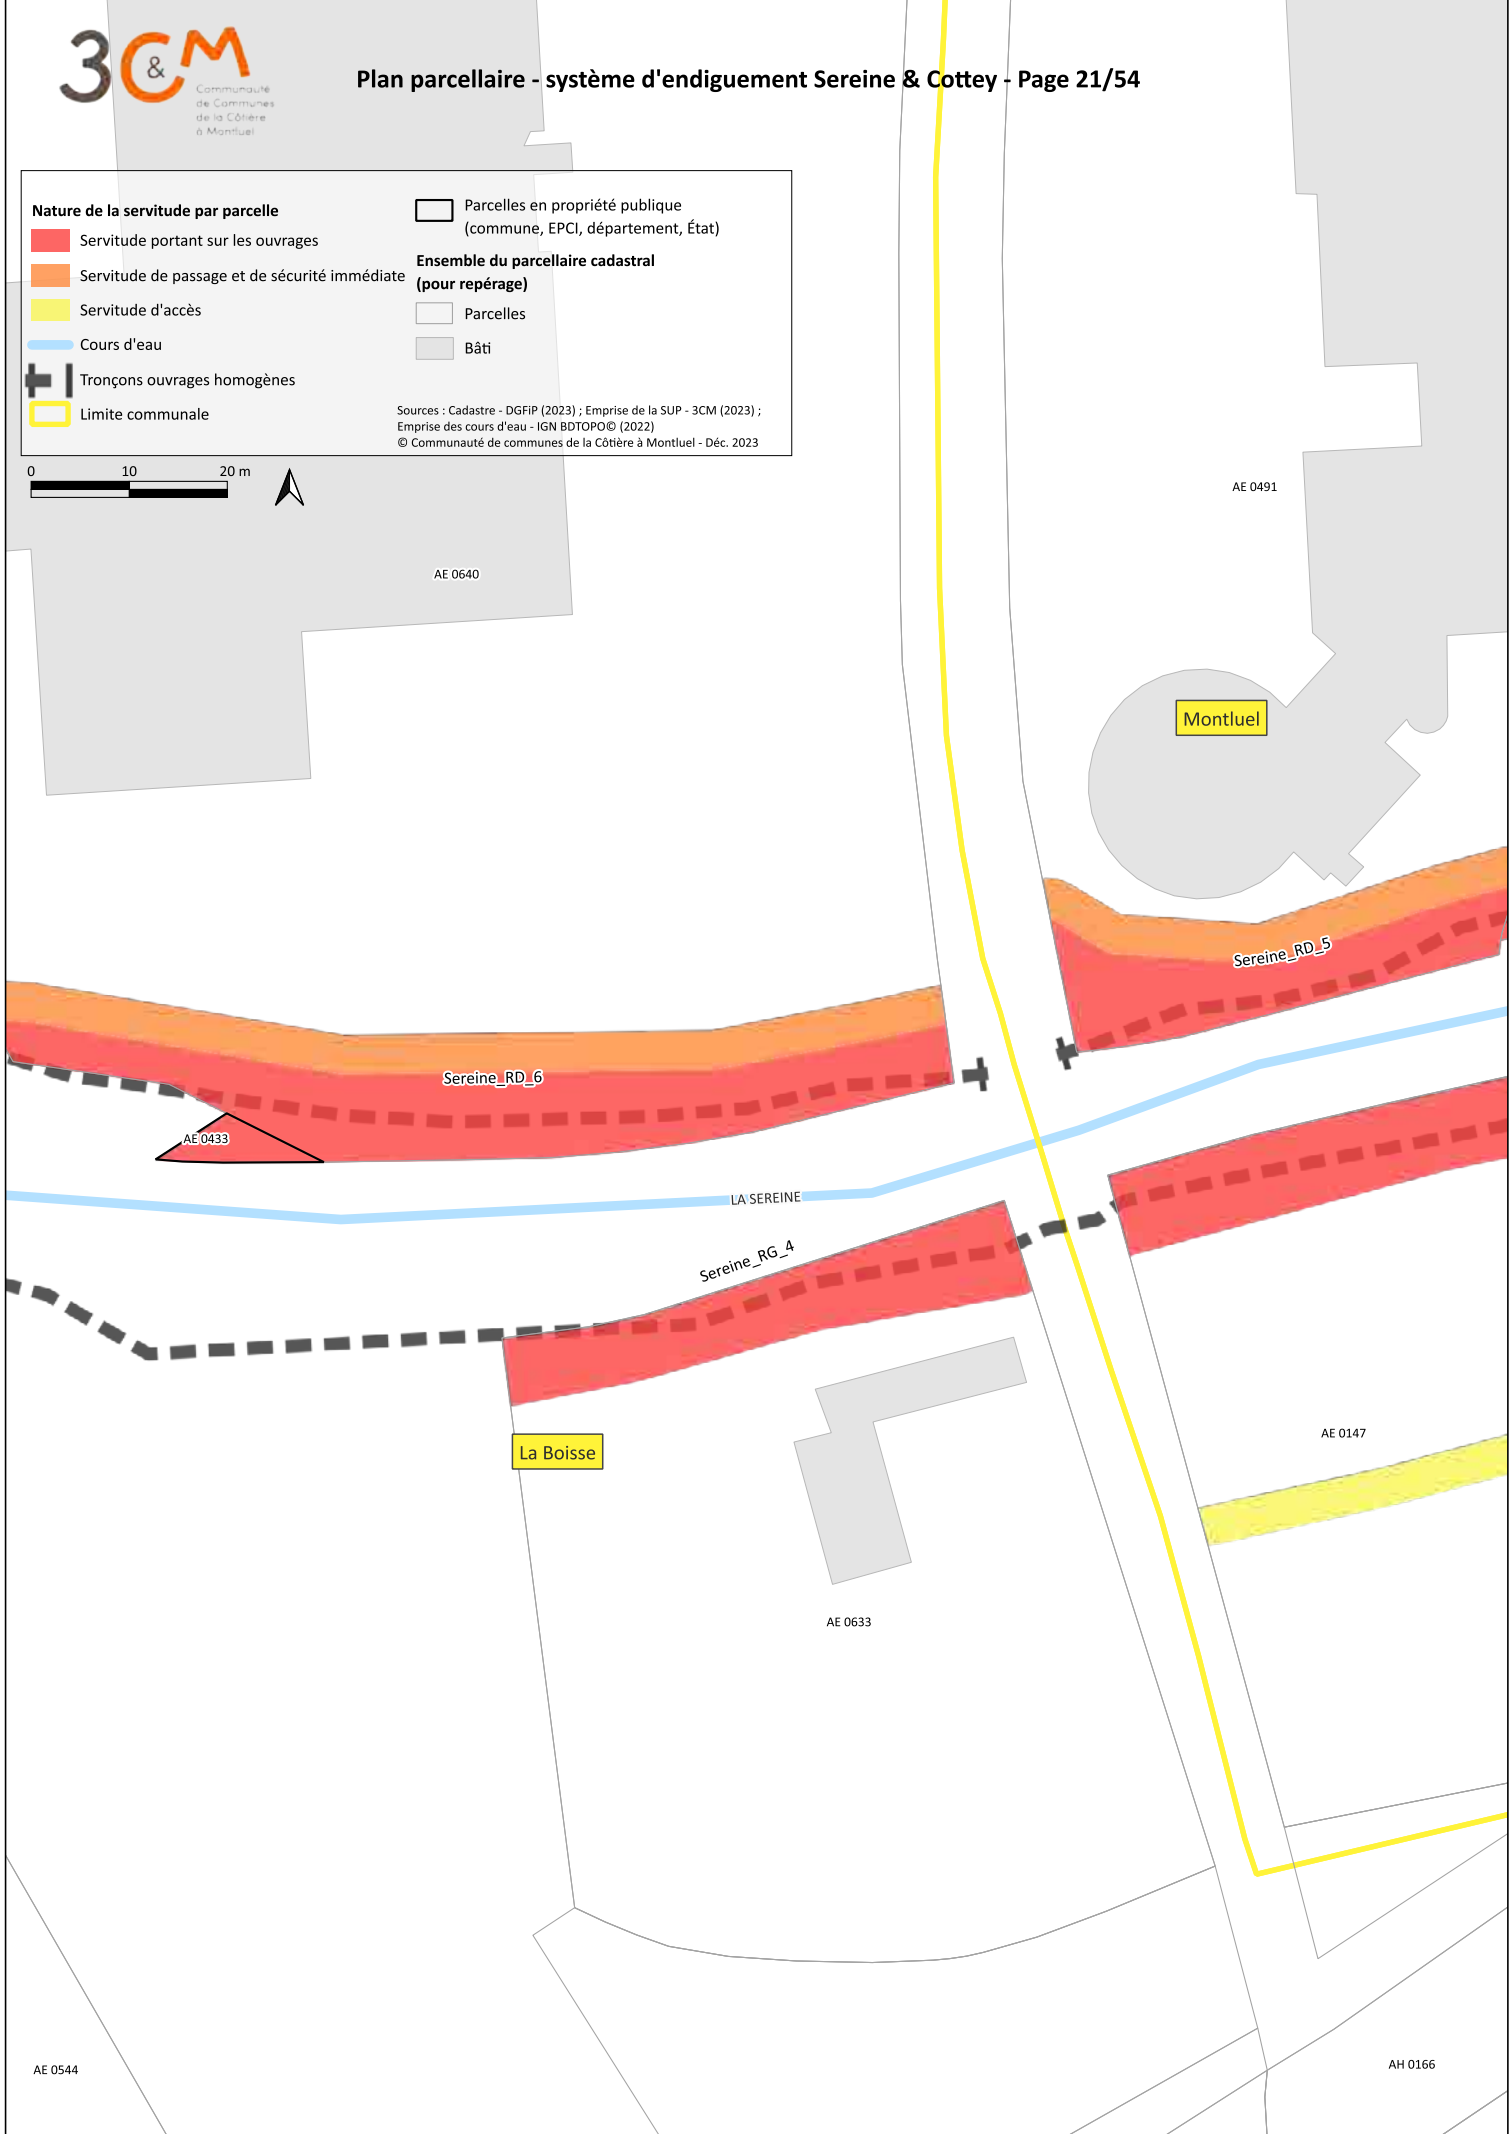 3C&M
Communauté
de Communes
de la Côtière
à Montluel
Plan parcellaire - système d'endiguement Sereine & Cottey - Page 21/54
Nature de la servitude par parcelle
Servitude portant sur les ouvrages
Servitude de passage et de sécurité immédiate
Servitude d'accès
Cours d'eau
Tronçons ouvrages homogènes
Limite communale
Parcelles en propriété publique
(commune, EPCI, département, État)
Ensemble du parcellaire cadastral
(pour repérage)
Parcelles
Bâti
Sources : Cadastre - DGFiP (2023) ; Emprise de la SUP - 3CM (2023) ;
Emprise des cours d'eau - IGN BDTOPO© (2022)
© Communauté de communes de la Côtière à Montluel - Déc. 2023
0 10 20 m
AE 0491
AE 0640
Montluel
Sereine_RD_5
Sereine_RD_6
AE 0433
LA SEREINE
Sereine_RG_4
AE 0147
La Boisse
AE 0633
AE 0544
AH 0166